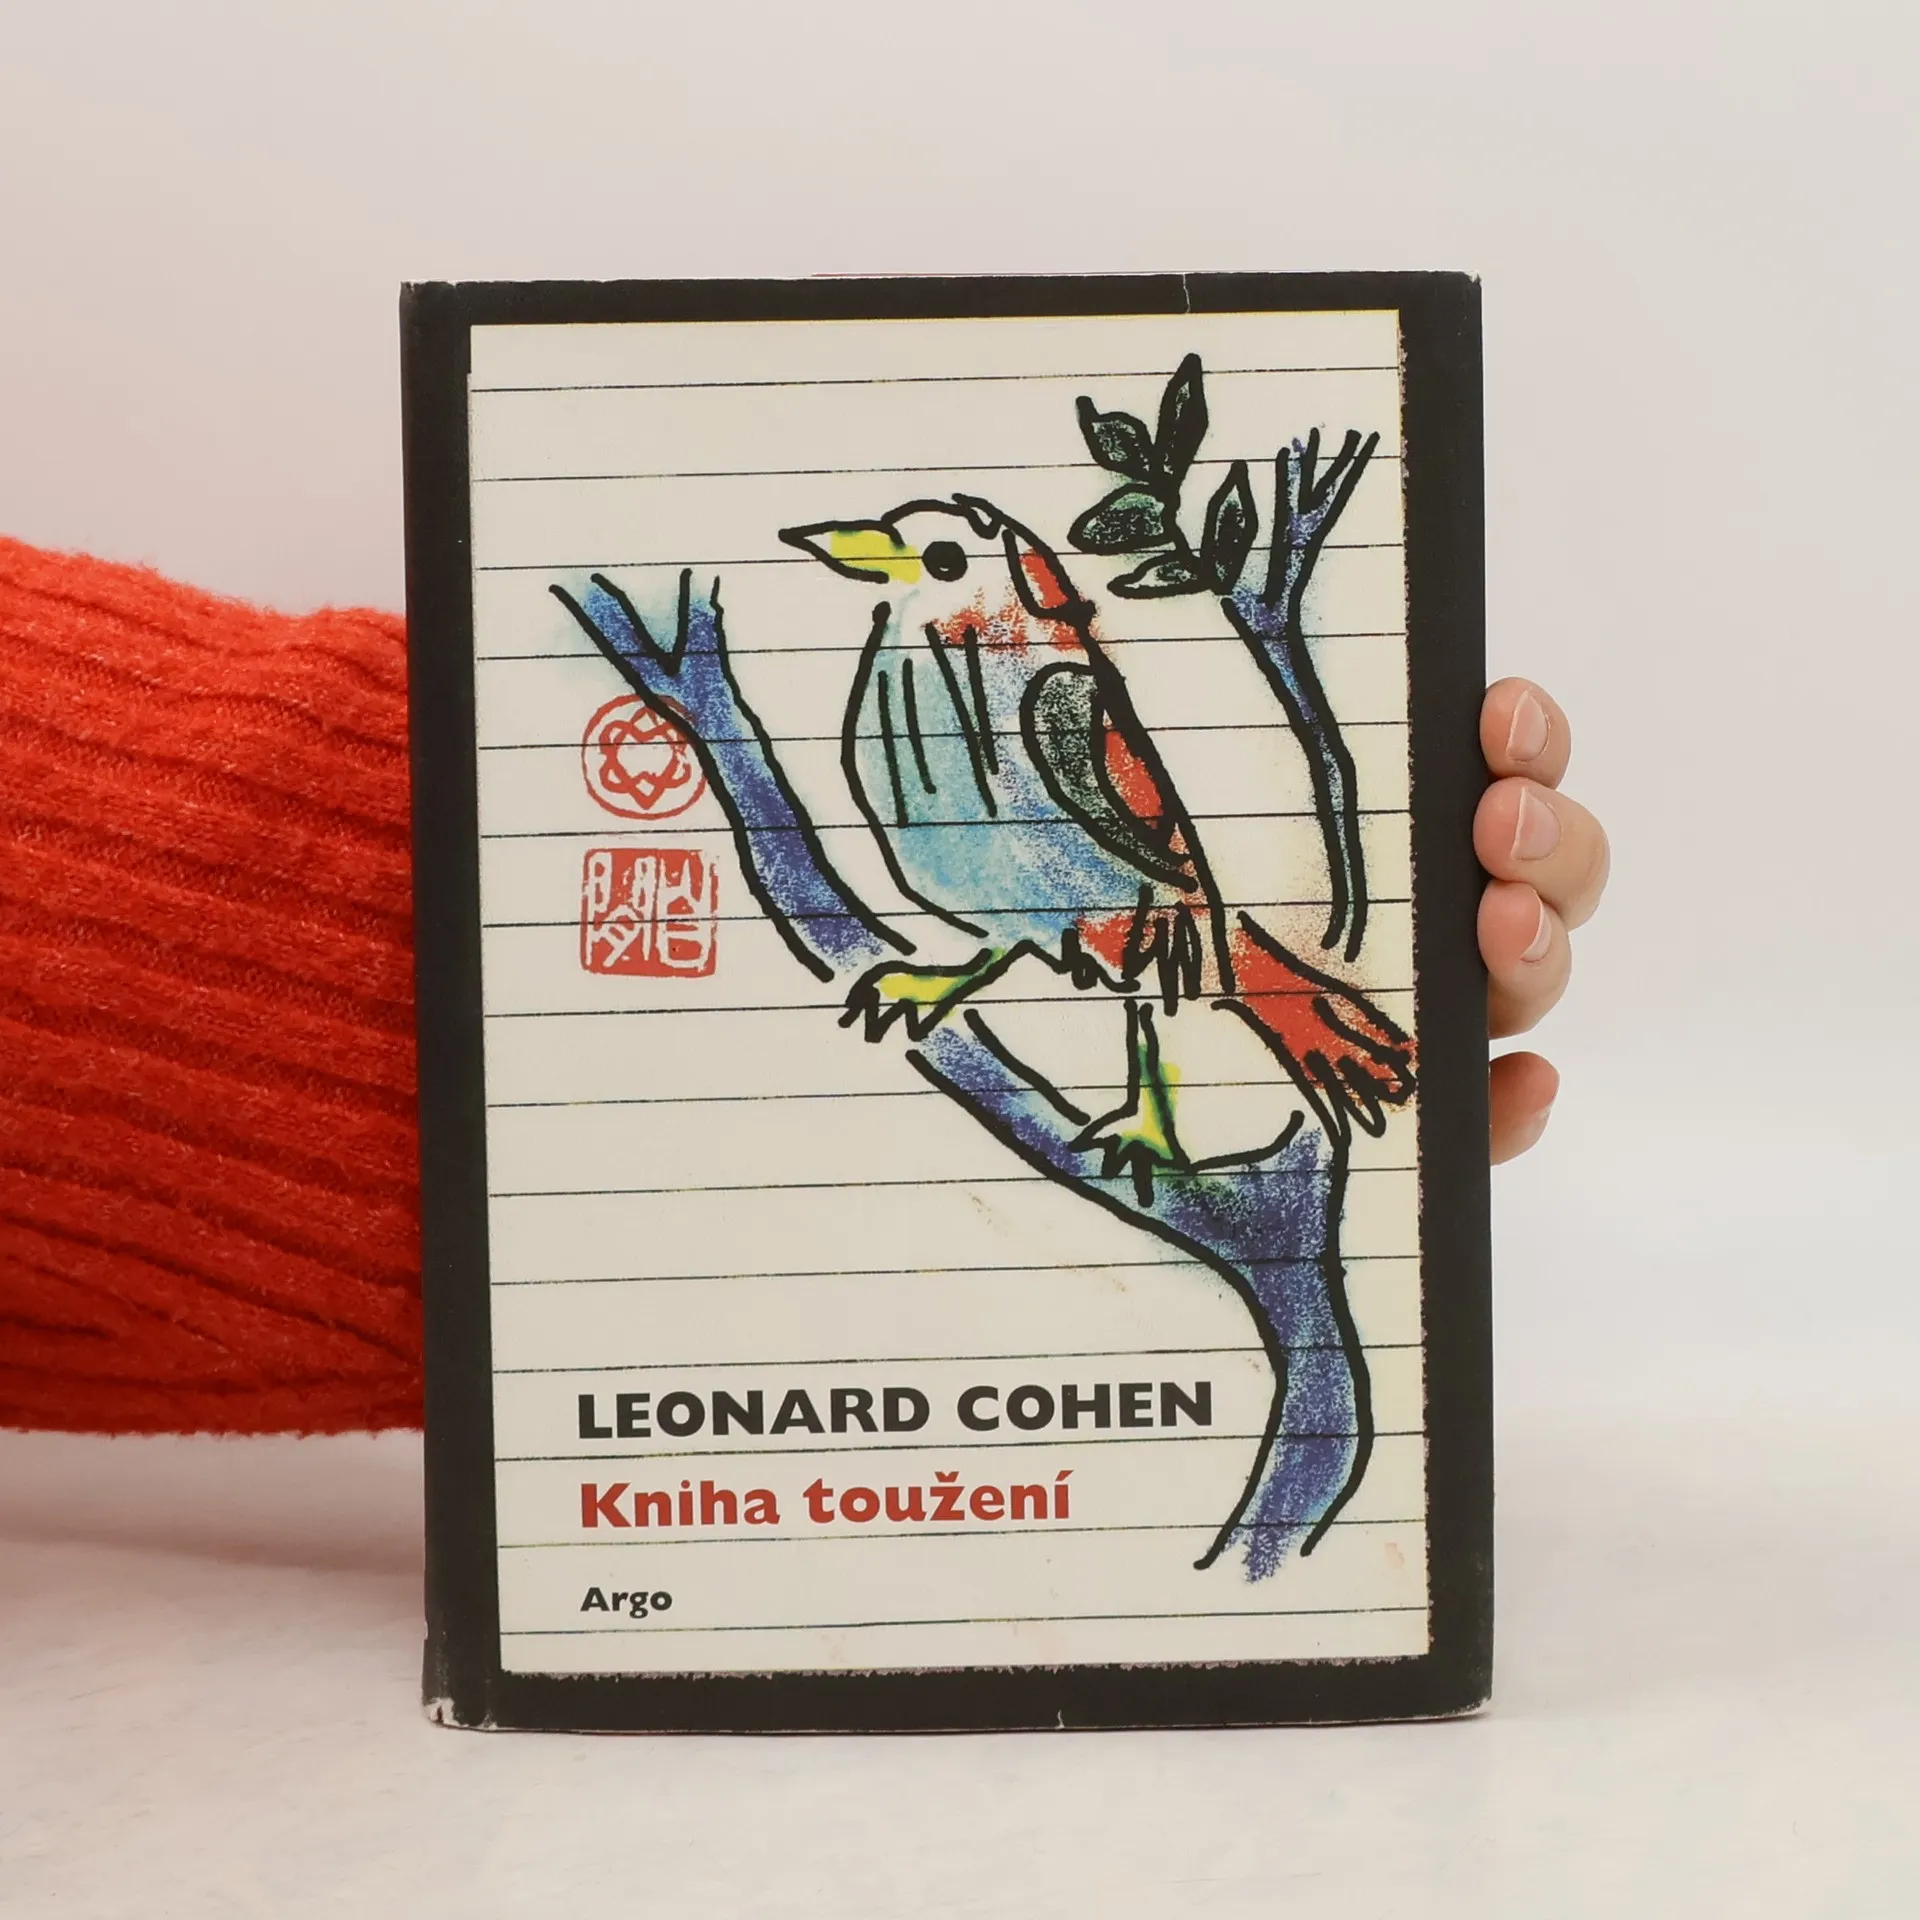 LEONARD COHEN
Kniha toužení
Argo